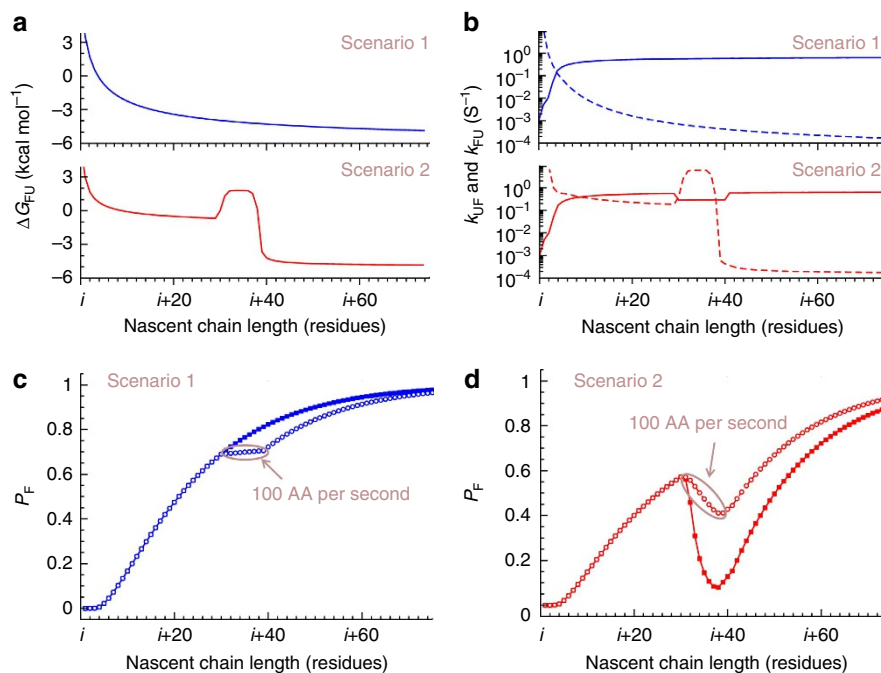 a
b
Scenario 1
Scenario 1
3
0
−3
−6
10⁰
10⁻¹
10⁻²
10⁻³
10⁻⁴
ΔG_FU (kcal mol⁻¹)
k_UF and k_FU (S⁻¹)
Scenario 2
Scenario 2
3
0
−3
−6
10⁰
10⁻¹
10⁻²
10⁻³
10⁻⁴
i i+20 i+40 i+60
i i+20 i+40 i+60
Nascent chain length (residues)
Nascent chain length (residues)
c
d
Scenario 1
Scenario 2
1
0.8
0.6
0.4
0.2
0
P_F
100 AA per second
1
0.8
0.6
0.4
0.2
0
P_F
100 AA per second
i i+20 i+40 i+60
i i+20 i+40 i+60
Nascent chain length (residues)
Nascent chain length (residues)